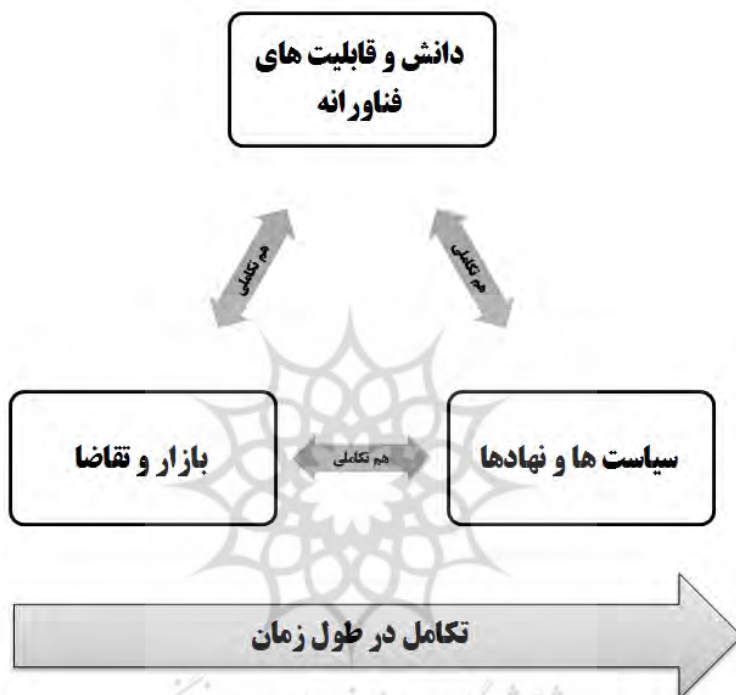 دانش و قابلیت های
فناورانه
هم تکاملی
هم تکاملی
بازار و تقاضا
هم تکاملی
سیاست ها و نهادها
تکامل در طول زمان